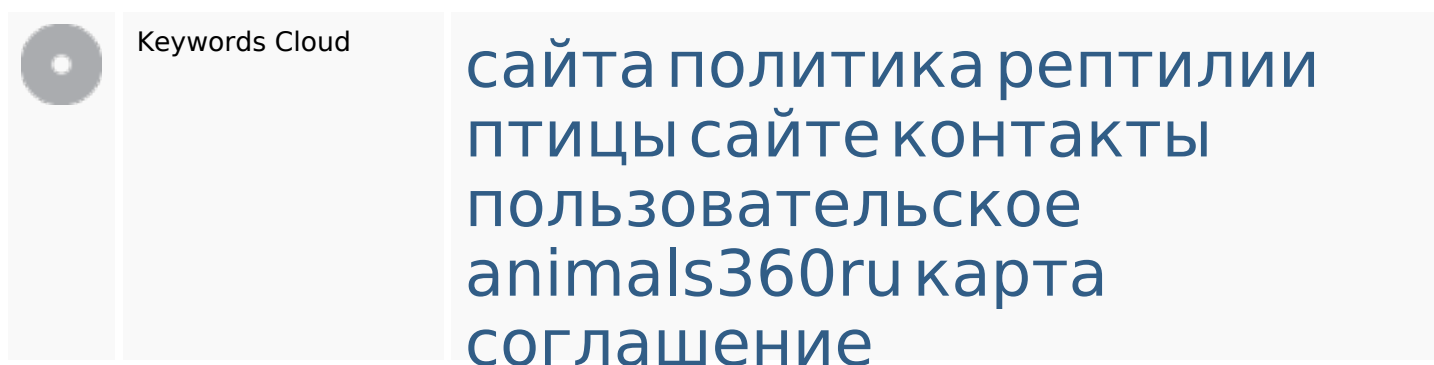 Keywords Cloud
сайта политика рептилии
птицы сайте контакты
пользовательское
animals360ru карта
соглашение